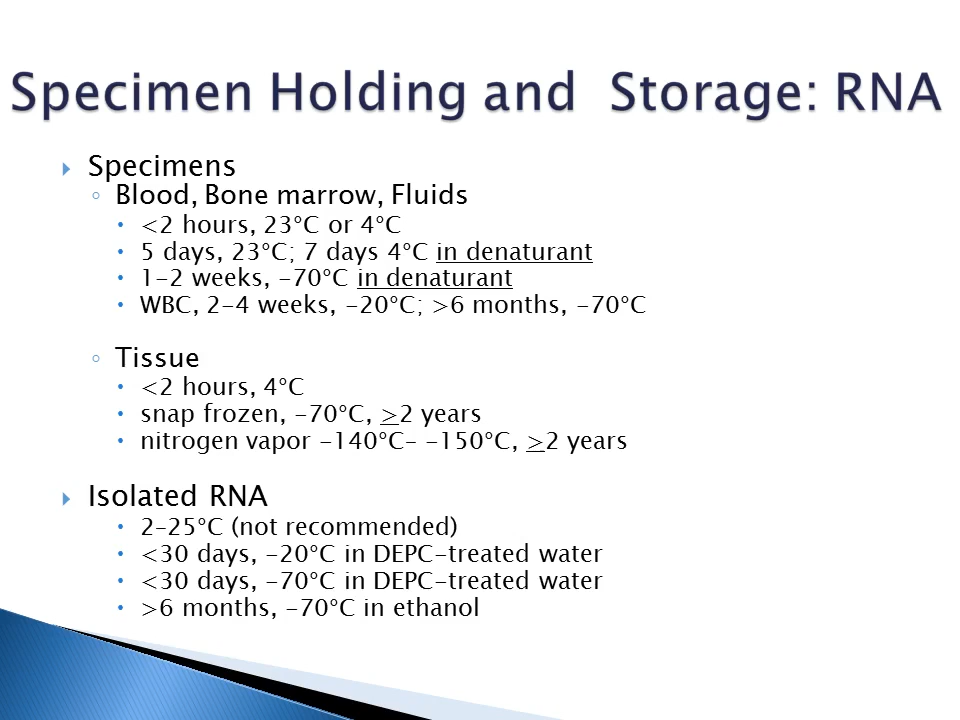 Specimen Holding and  Storage: RNA
Specimens
Blood, Bone marrow, Fluids
<2 hours, 23°C or 4°C
5 days, 23°C; 7 days 4°C in denaturant
1-2 weeks, -70°C in denaturant
WBC, 2-4 weeks, -20°C; >6 months, -70°C
Tissue
<2 hours, 4°C
snap frozen, -70°C, >2 years
nitrogen vapor -140°C- -150°C, >2 years
Isolated RNA
2-25°C (not recommended)
<30 days, -20°C in DEPC-treated water
<30 days, -70°C in DEPC-treated water
>6 months, -70°C in ethanol